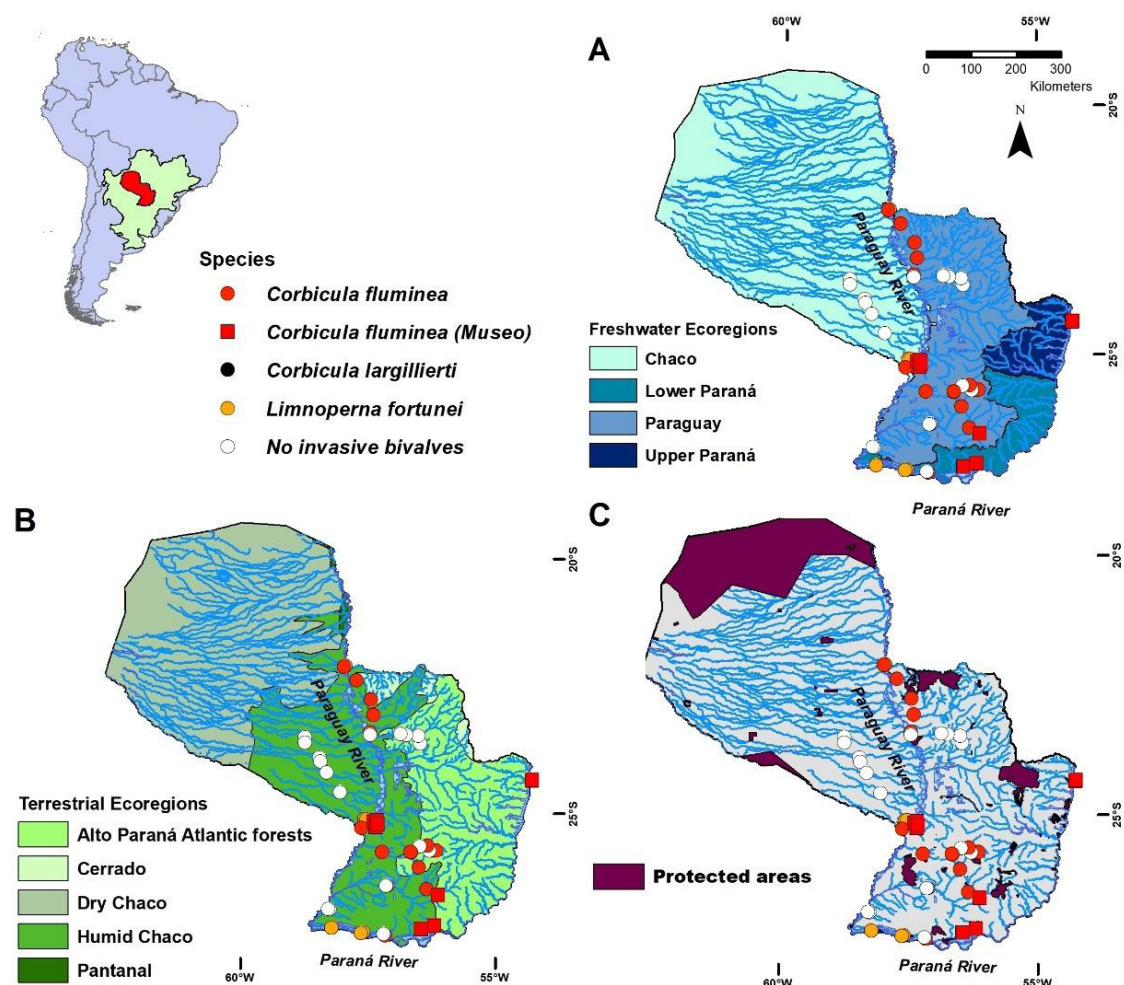 A
60°W
55°W
0 100 200 300
Kilometers
N
20°S
25°S
Paraguay River
Paraná River
Species
Corbicula fluminea
Corbicula fluminea (Museo)
Corbicula largillierti
Limnoperna fortunei
No invasive bivalves
Freshwater Ecoregions
Chaco
Lower Paraná
Paraguay
Upper Paraná
B
20°S
25°S
Paraguay River
Terrestrial Ecoregions
Alto Paraná Atlantic forests
Cerrado
Dry Chaco
Humid Chaco
Pantanal
Paraná River
60°W
55°W
C
20°S
25°S
Paraguay River
Protected areas
Paraná River
60°W
55°W